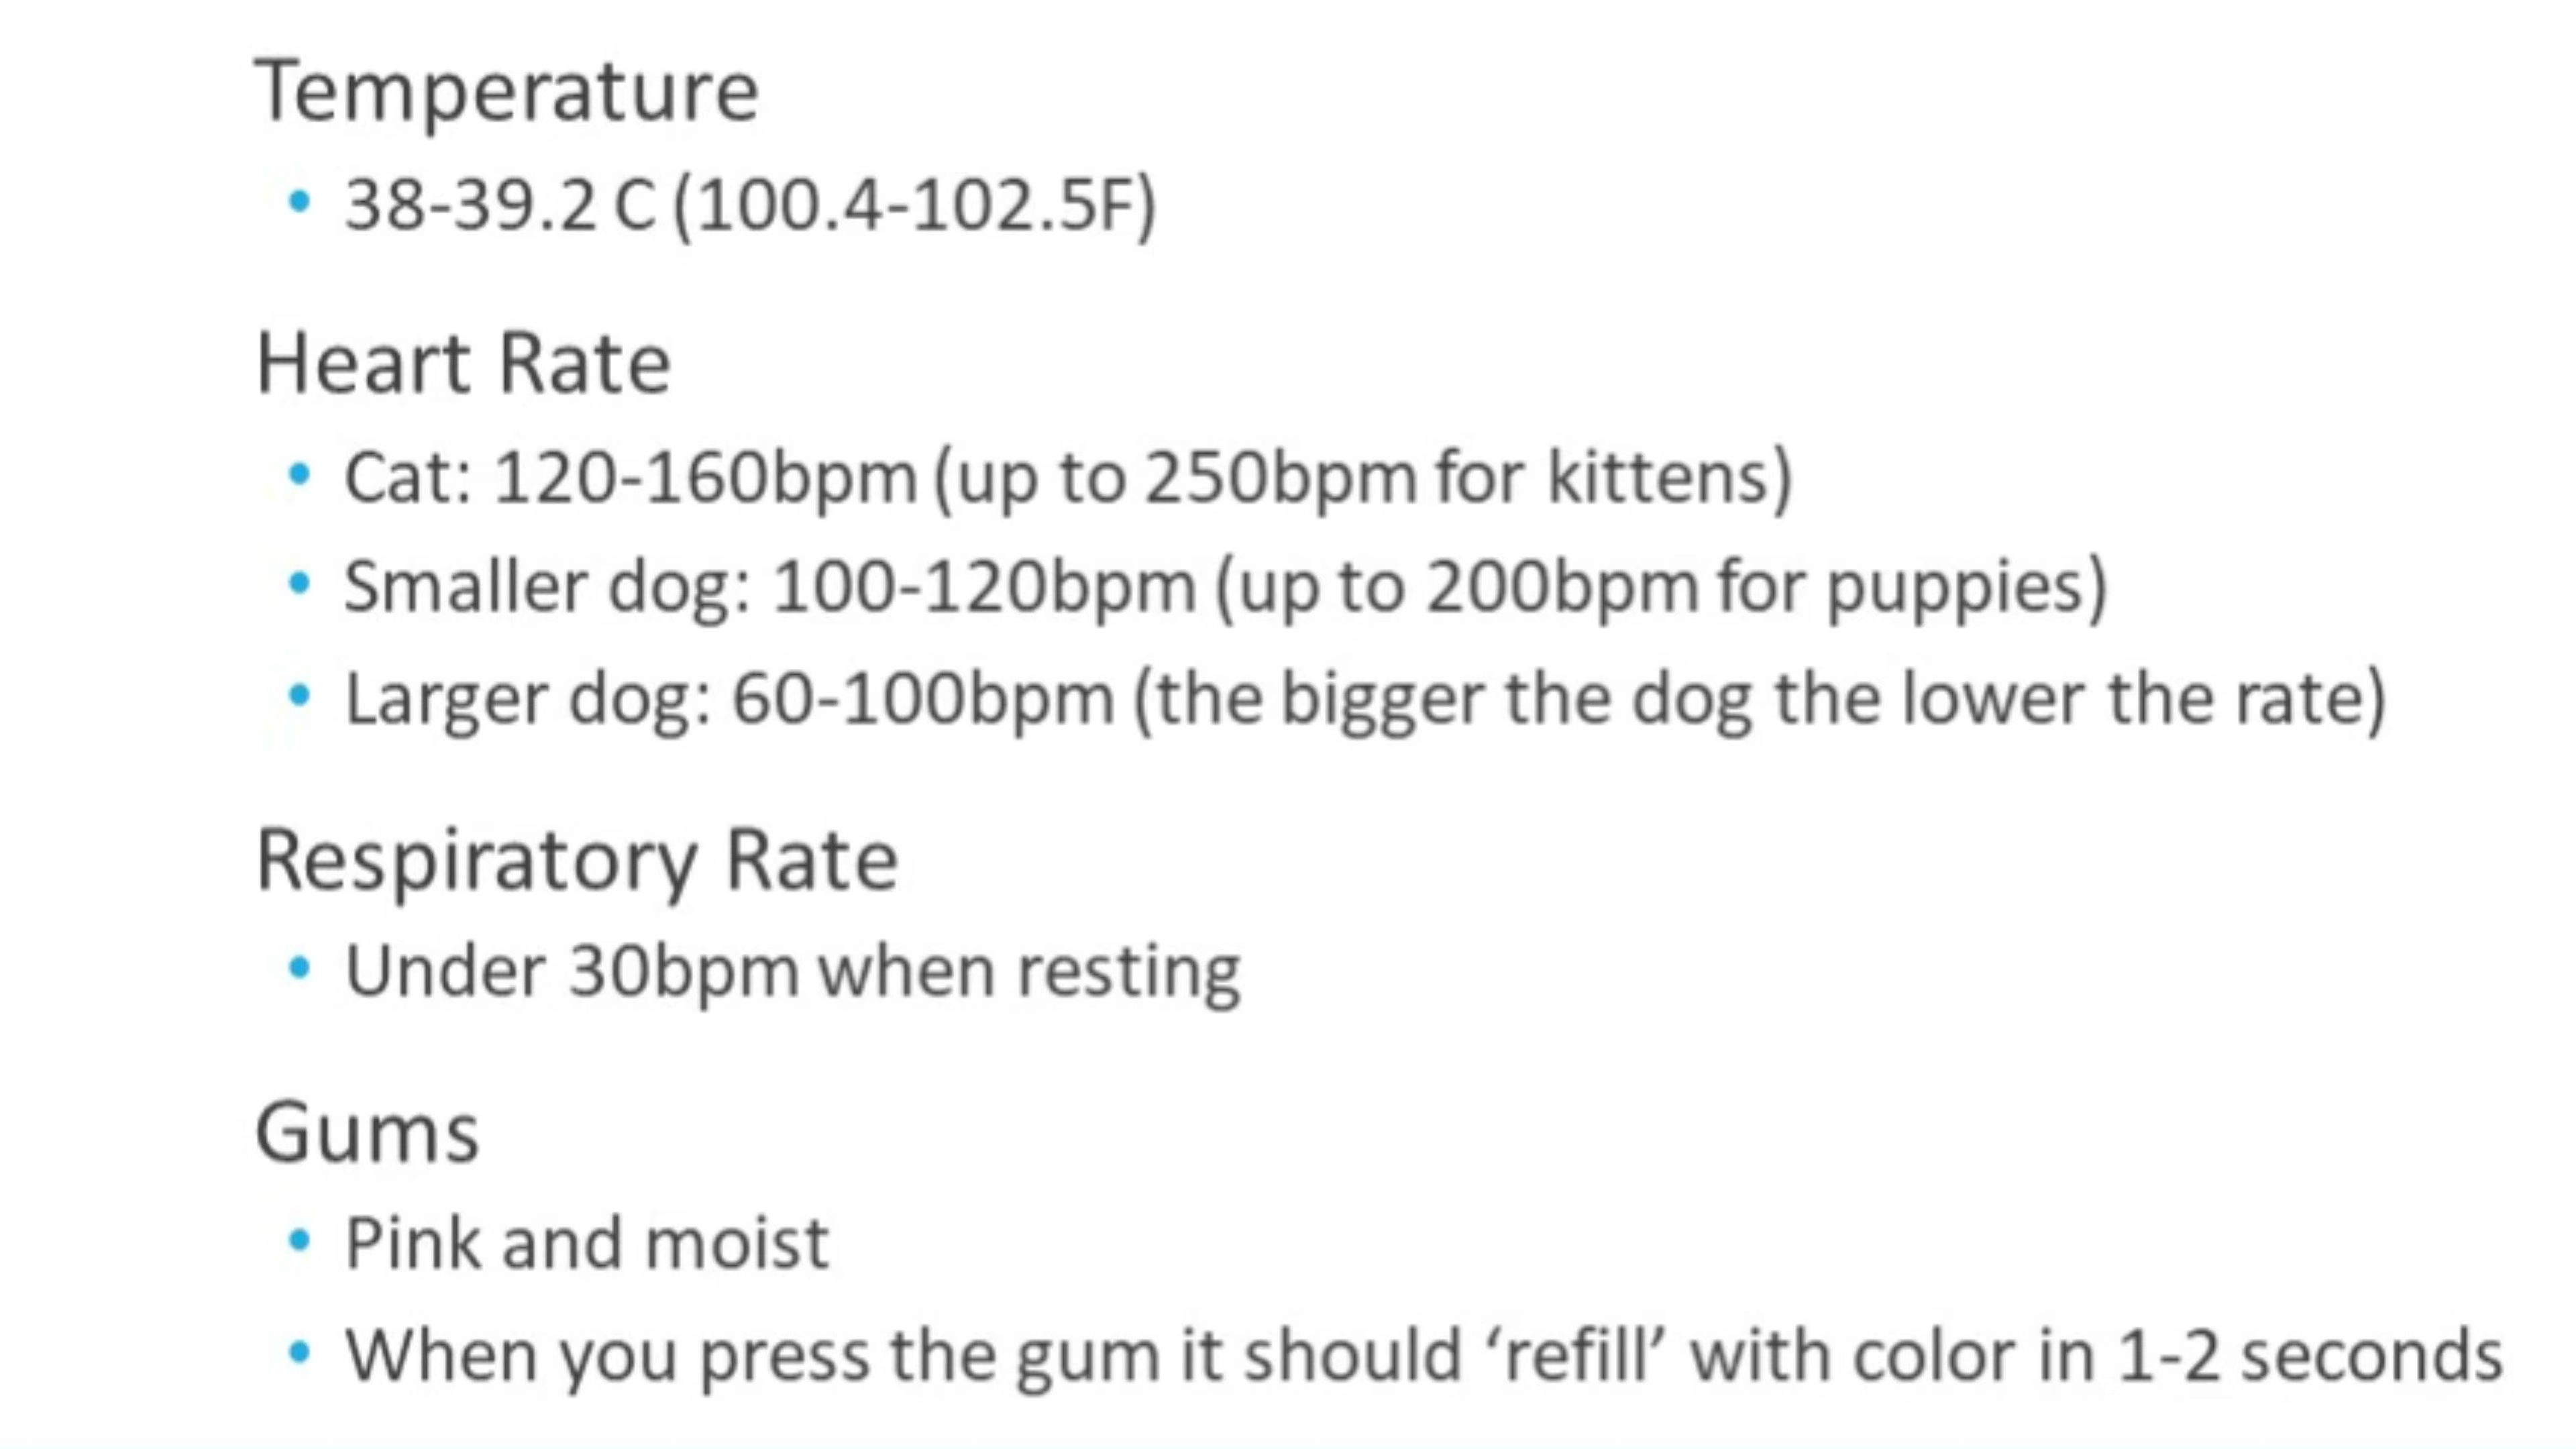 Temperature
• 38-39.2 C (100.4-102.5F)
Heart Rate
• Cat: 120-160bpm (up to 250bpm for kittens)
• Smaller dog: 100-120bpm (up to 200bpm for puppies)
• Larger dog: 60-100bpm (the bigger the dog the lower the rate)
Respiratory Rate
• Under 30bpm when resting
Gums
• Pink and moist
• When you press the gum it should ‘refill’ with color in 1-2 seconds